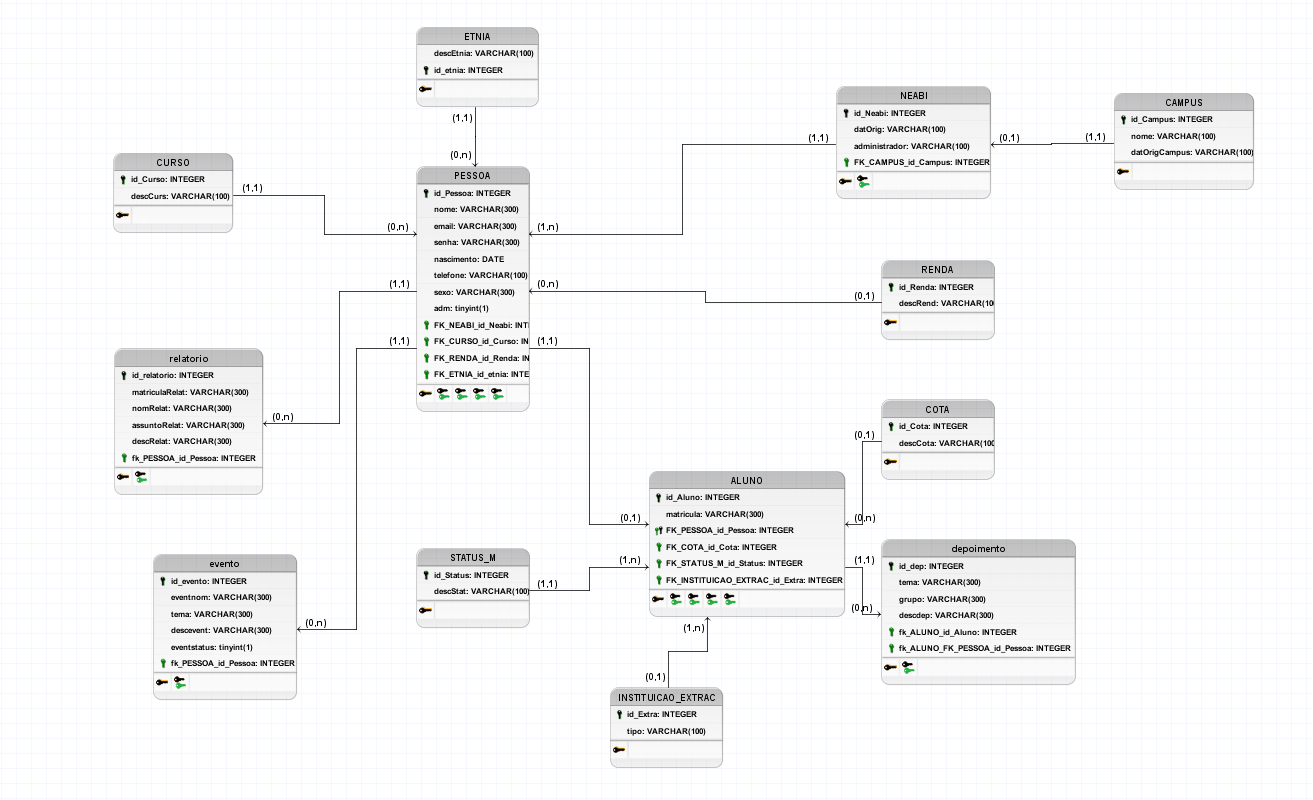 ETNIA
descEtnia: VARCHAR(100)
id_etnia: INTEGER
(1,1)
(0,n)
NEABI
id_Neabi: INTEGER
datOrig: VARCHAR(100)
administrador: VARCHAR(100)
FK_CAMPUS_id_Campus: INTEGER
(1,1)
(0,1)
(1,1)
CAMPUS
id_Campus: INTEGER
nome: VARCHAR(100)
datOrigCampus: VARCHAR(100)
CURSO
id_Curso: INTEGER
descCurs: VARCHAR(100)
(1,1)
(0,n)
PESSOA
id_Pessoa: INTEGER
nome: VARCHAR(300)
email: VARCHAR(300)
senha: VARCHAR(300)
nascimento: DATE
telefone: VARCHAR(100)
sexo: VARCHAR(300)
adm: tinyint(1)
FK_NEABI_id_Neabi: INT
FK_CURSO_id_Curso: IN
FK_RENDA_id_Renda: IN
FK_ETNIA_id_etnia: INTE
(1,n)
(0,n)
(1,1)
(1,1)
(1,1)
RENDA
id_Renda: INTEGER
descRend: VARCHAR(10
(0,1)
relatorio
id_relatorio: INTEGER
matriculaRelat: VARCHAR(300)
nomRelat: VARCHAR(300)
assuntoRelat: VARCHAR(300)
descRelat: VARCHAR(300)
fk_PESSOA_id_Pessoa: INTEGER
(0,n)
COTA
id_Cota: INTEGER
descCota: VARCHAR(100
(0,1)
(0,n)
ALUNO
id_Aluno: INTEGER
matricula: VARCHAR(300)
FK_PESSOA_id_Pessoa: INTEGER
FK_COTA_id_Cota: INTEGER
FK_STATUS_M_id_Status: INTEGER
FK_INSTITUICAO_EXTRAC_id_Extra: INTEGER
(0,1)
(1,n)
(1,1)
(0,n)
(1,n)
evento
id_evento: INTEGER
eventnom: VARCHAR(300)
tema: VARCHAR(300)
descevent: VARCHAR(300)
eventstatus: tinyint(1)
fk_PESSOA_id_Pessoa: INTEGER
(0,n)
STATUS_M
id_Status: INTEGER
descStat: VARCHAR(100)
(1,1)
depoimento
id_dep: INTEGER
tema: VARCHAR(300)
grupo: VARCHAR(300)
descdep: VARCHAR(300)
fk_ALUNO_id_Aluno: INTEGER
fk_ALUNO_FK_PESSOA_id_Pessoa: INTEGER
(0,1)
INSTITUICAO_EXTRAC
id_Extra: INTEGER
tipo: VARCHAR(100)